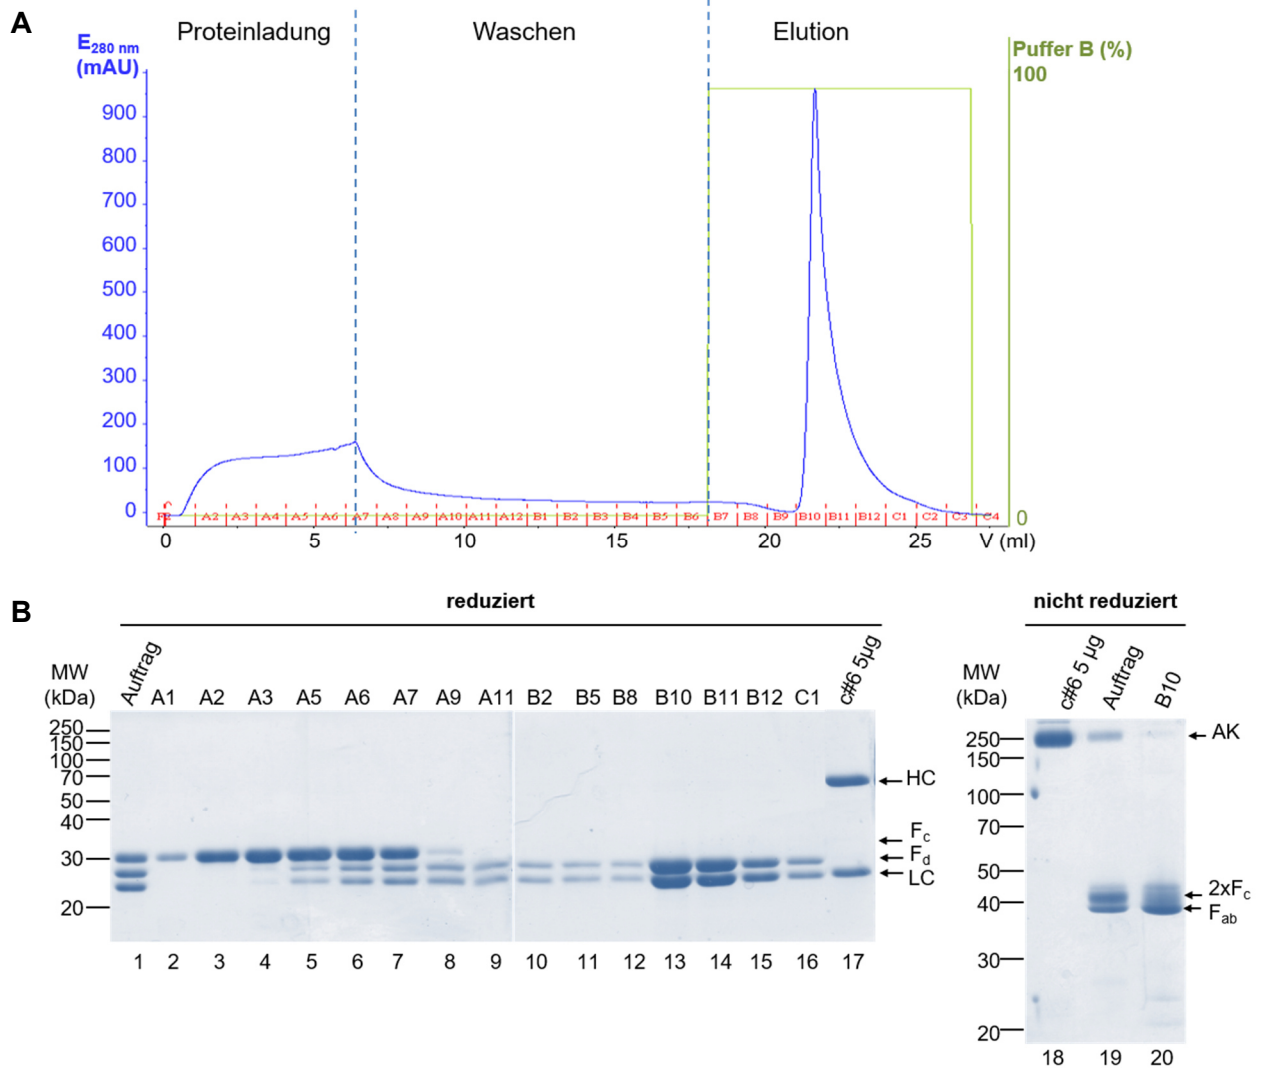 A
Proteinladung Waschen Elution
E280 nm
(mAU)
Puffer B (%)
100
900
800
700
600
500
400
300
200
100
0
0
A2 A3 A4 A5 A6 A7 A8 A9 A10 A11 A12 B1 B2 B3 B4 B5 B6 B7 B8 B9 B10 B11 B12 C1 C2 C3 C4
0 5 10 15 20 25 V (ml)
B
reduziert
nicht reduziert
MW
(kDa)
Auftrag A1 A2 A3 A5 A6 A7 A9 A11 B2 B5 B8 B10 B11 B12 C1 c#6 5µg
250
150
100
70
50
40
30
20
HC
Fc
Fd
LC
1 2 3 4 5 6 7 8 9 10 11 12 13 14 15 16 17
MW
(kDa)
c#6 5 µg Auftrag B10
250
150
100
70
50
40
30
20
AK
2xFc
Fab
18 19 20